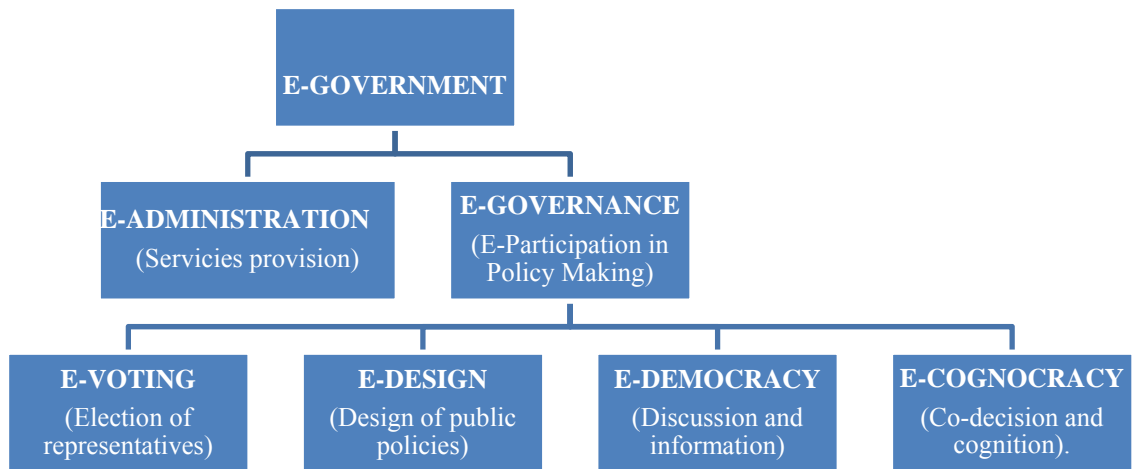 E-GOVERNMENT
E-ADMINISTRATION
(Servicies provision)
E-GOVERNANCE
(E-Participation in
Policy Making)
E-VOTING
(Election of
representatives)
E-DESIGN
(Design of public
policies)
E-DEMOCRACY
(Discussion and
information)
E-COGNOCRACY
(Co-decision and
cognition).